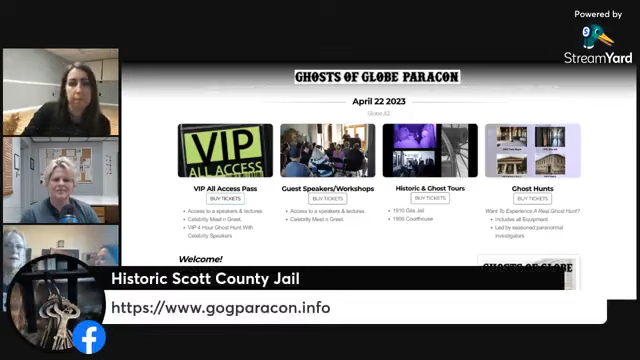 Powered by
StreamYard
GHOSTS OF GLOBE PARACON
April 22 2023
Globe AZ
VIP
ALL ACCESS
VIP All Access Pass
BUY TICKETS
• Access to a speakers & lectures
• Celebrity Meet n Greet,
• VIP 4 Hour Ghost Hunt With
Celebrity Speakers
Guest Speakers/Workshops
BUY TICKETS
• Access to a speakers & lectures
• Celebrity Meet n Greet.
Historic & Ghost Tours
BUY TICKETS
• 1910 Gila Jail
• 1906 Courthouse
Ghost Hunts
BUY TICKETS
Want To Experience A Real Ghost Hunt?
• Includes all Equipment
• Led by seasoned paranormal
investigators
Welcome!
GHOSTS OF GLOBE
Historic Scott County Jail
https://www.gogparacon.info